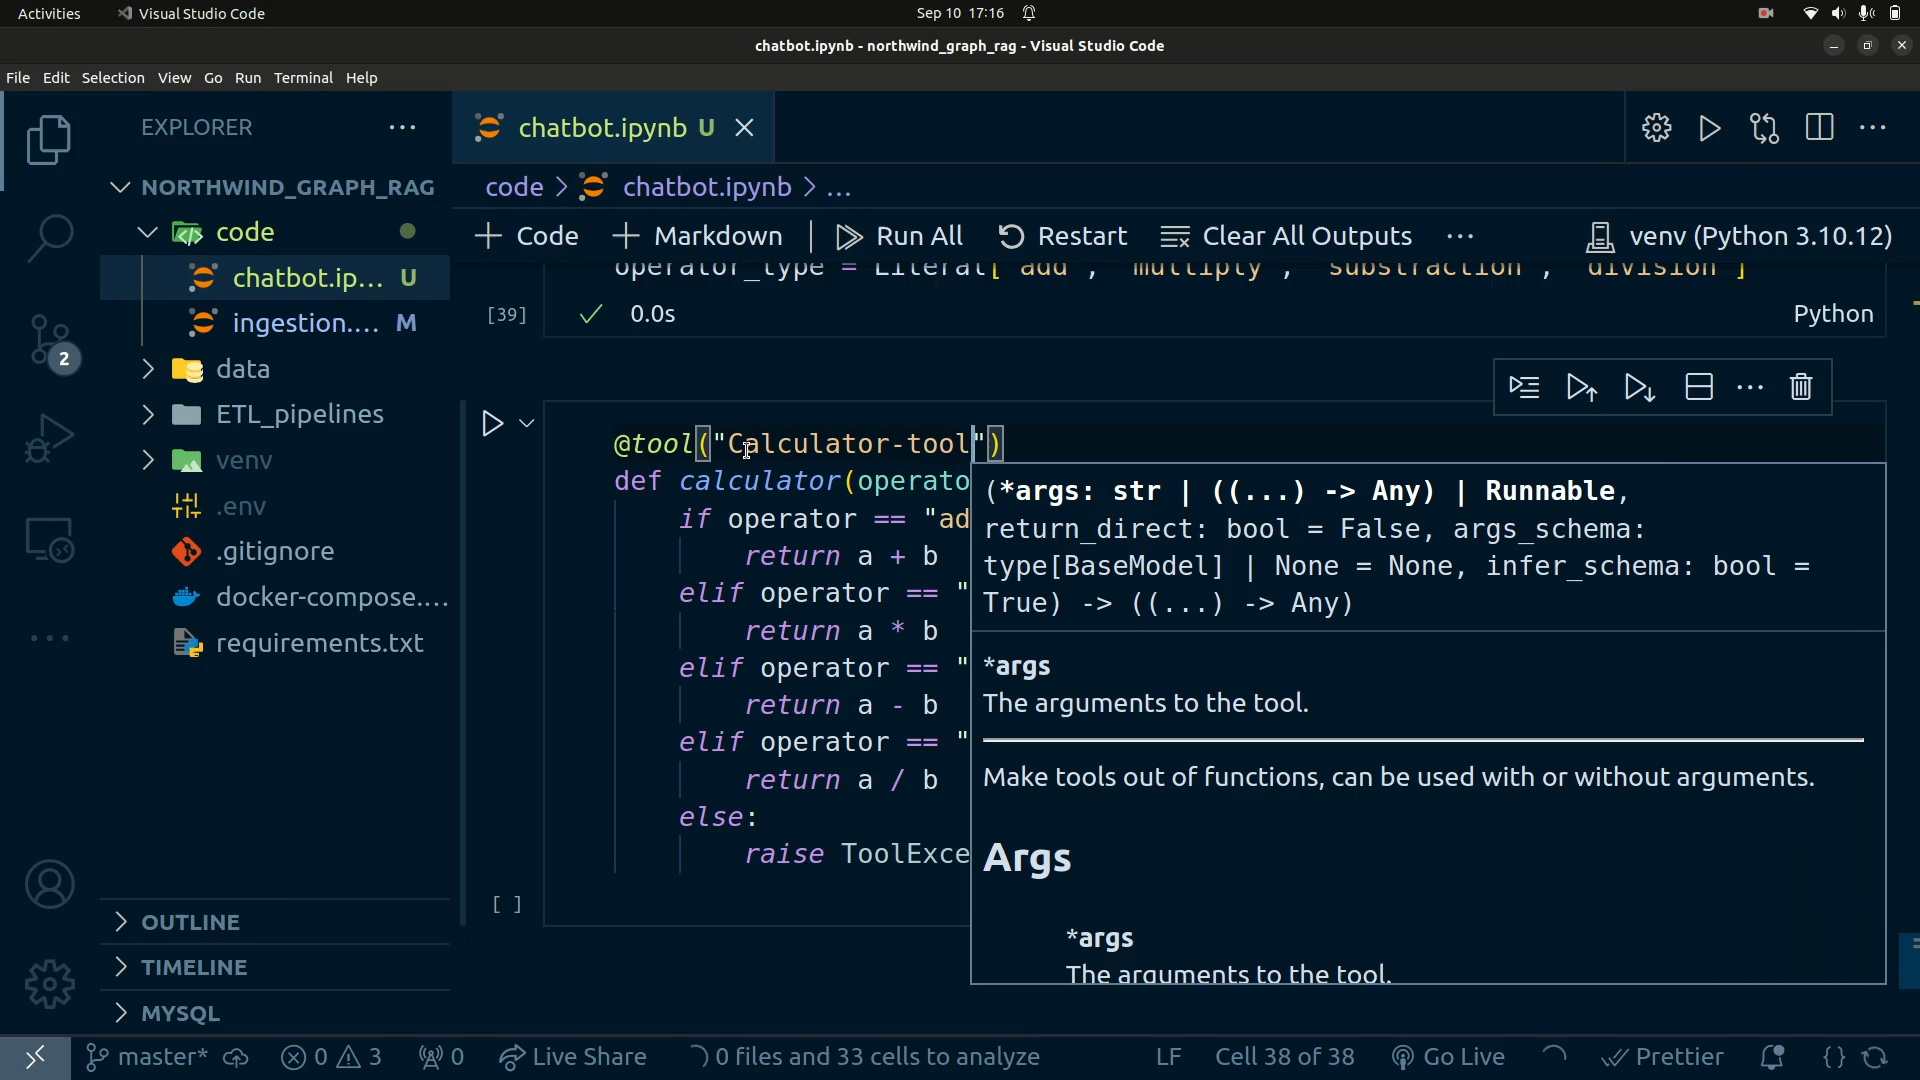 Activities
Visual Studio Code
Sep 10 17:16
chatbot.ipynb - northwind_graph_rag - Visual Studio Code
File Edit Selection View Go Run Terminal Help
EXPLORER
chatbot.ipynb U
NORTHWIND_GRAPH_RAG
code > chatbot.ipynb > ...
code
+ Code + Markdown Run All Restart Clear All Outputs ... venv (Python 3.10.12)
operator_type = Literal["add", "multiply", "substraction", "division"]
chatbot.ip... U
[39] 0.0s Python
ingestion.... M
2
data
ETL_pipelines
venv
.env
.gitignore
docker-compose....
requirements.txt
@tool("Calculator-tool")
def calculator(operato
if operator == "ad
return a + b
elif operator == "
return a * b
elif operator == "
return a - b
elif operator == "
return a / b
else:
raise ToolExce
[ ]
(*args: str | ((...) -> Any) | Runnable,
return_direct: bool = False, args_schema:
type[BaseModel] | None = None, infer_schema: bool =
True) -> ((...) -> Any)
*args
The arguments to the tool.
Make tools out of functions, can be used with or without arguments.
Args
*args
The arguments to the tool.
OUTLINE
TIMELINE
MYSQL
master* 0 3 0 Live Share 0 files and 33 cells to analyze LF Cell 38 of 38 Go Live Prettier {}